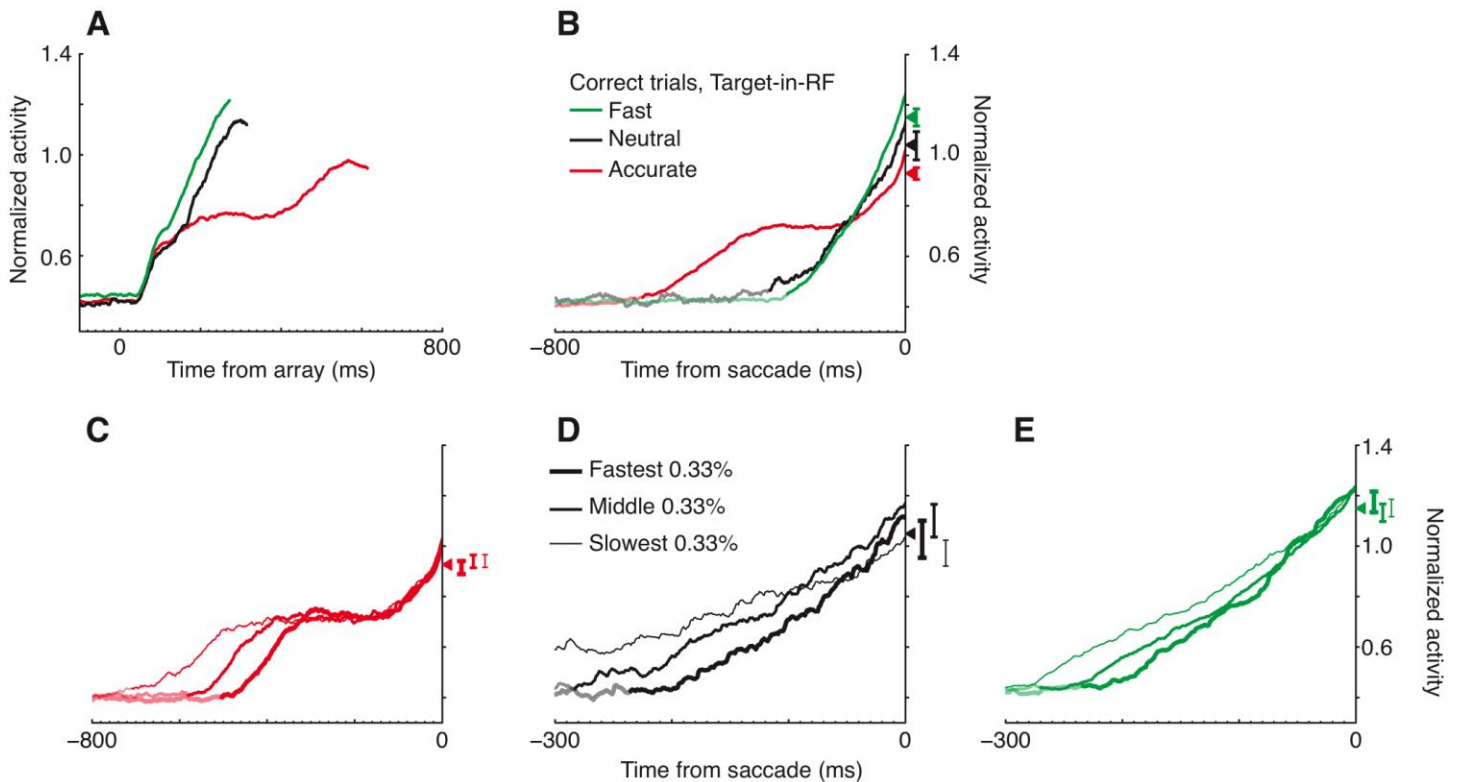 A
B
1.4
1.0
0.6
Normalized activity
0
800
Time from array (ms)
Correct trials, Target-in-RF
Fast
Neutral
Accurate
1.4
1.0
0.6
Normalized activity
−800
0
Time from saccade (ms)
C
D
E
−800
0
Fastest 0.33%
Middle 0.33%
Slowest 0.33%
−300
0
Time from saccade (ms)
1.4
1.0
0.6
Normalized activity
−300
0